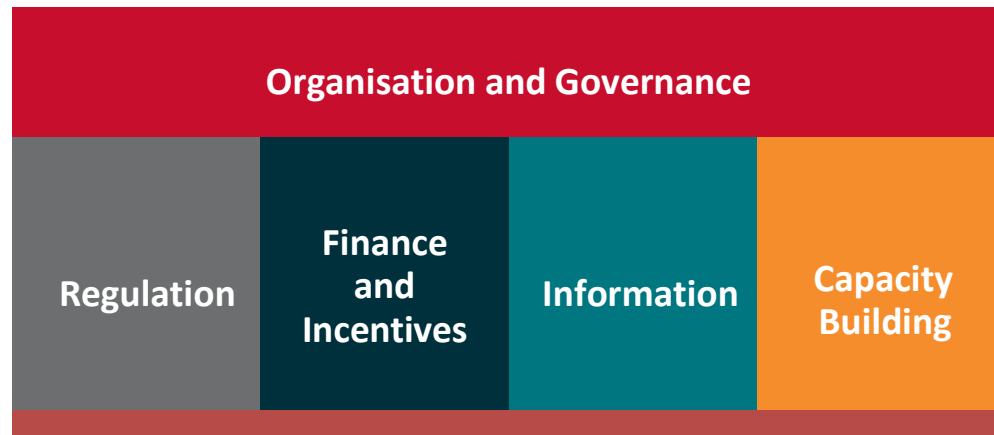 Organisation and Governance
Regulation
Finance
and
Incentives
Information
Capacity
Building